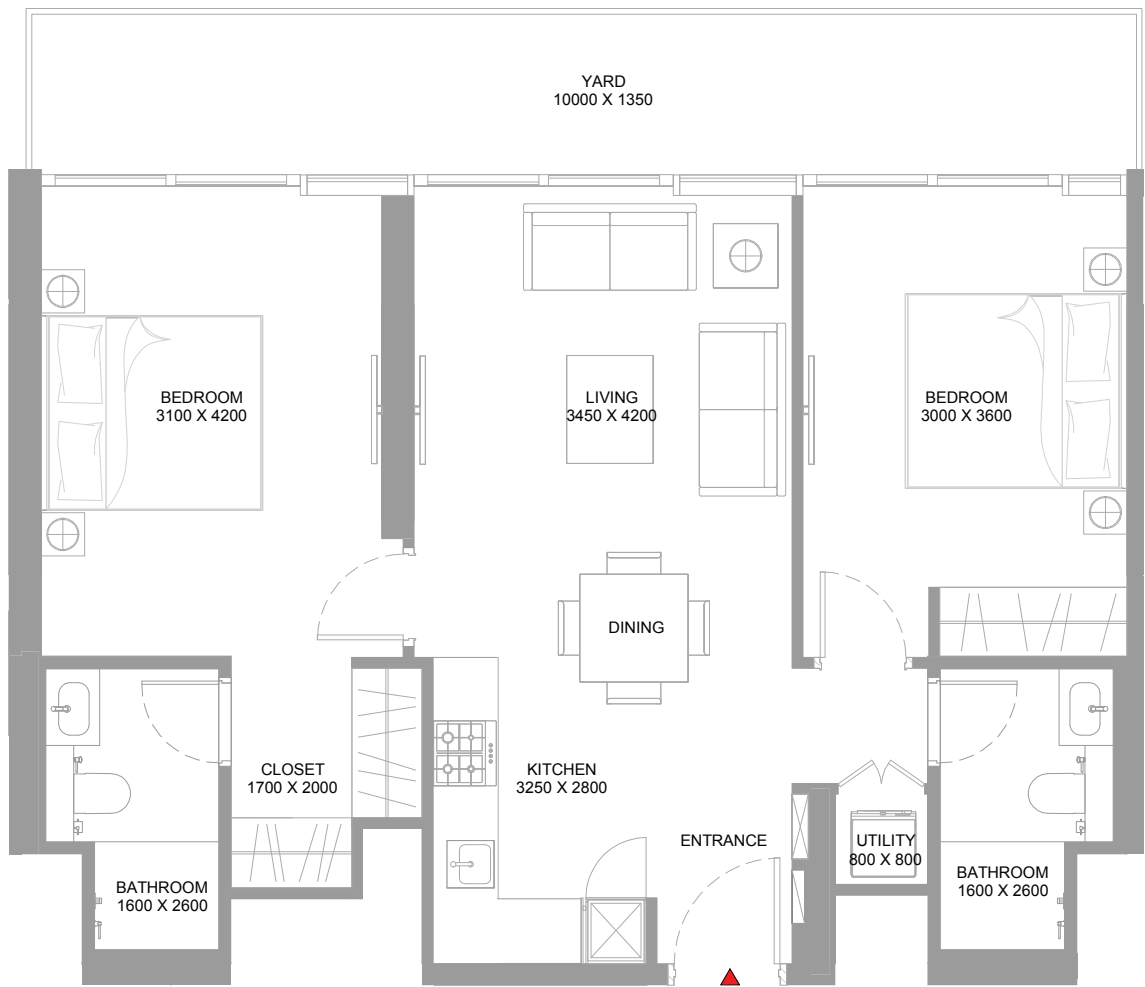 YARD
10000 X 1350
BEDROOM
3100 X 4200
LIVING
3450 X 4200
BEDROOM
3000 X 3600
DINING
CLOSET
1700 X 2000
KITCHEN
3250 X 2800
ENTRANCE
UTILITY
800 X 800
BATHROOM
1600 X 2600
BATHROOM
1600 X 2600